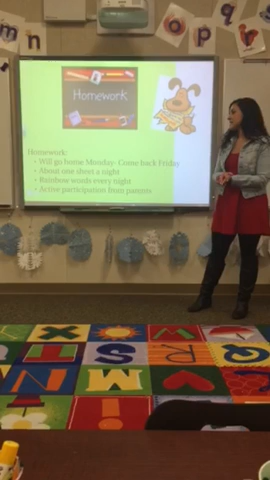 n m q u p
r o p q
Homework
Homework:
• Will go home Monday- Come back Friday
• About one sheet a night
• Rainbow words every night
• Active participation from parents
X W
T S R Q
N M
!